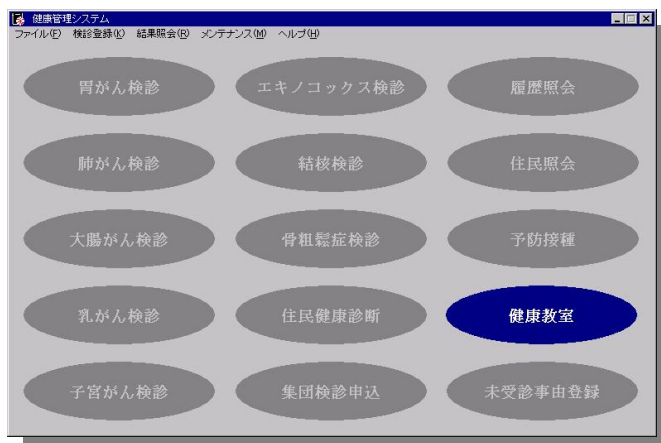 健康管理システム
ファイル(F) 検診登録(K) 結果照会(R) メンテナンス(M) ヘルプ(H)
胃がん検診 エキノコックス検診 履歴照会
肺がん検診 結核検診 住民照会
大腸がん検診 骨粗鬆症検診 予防接種
乳がん検診 住民健康診断 健康教室
子宮がん検診 集団検診申込 未受診事由登録